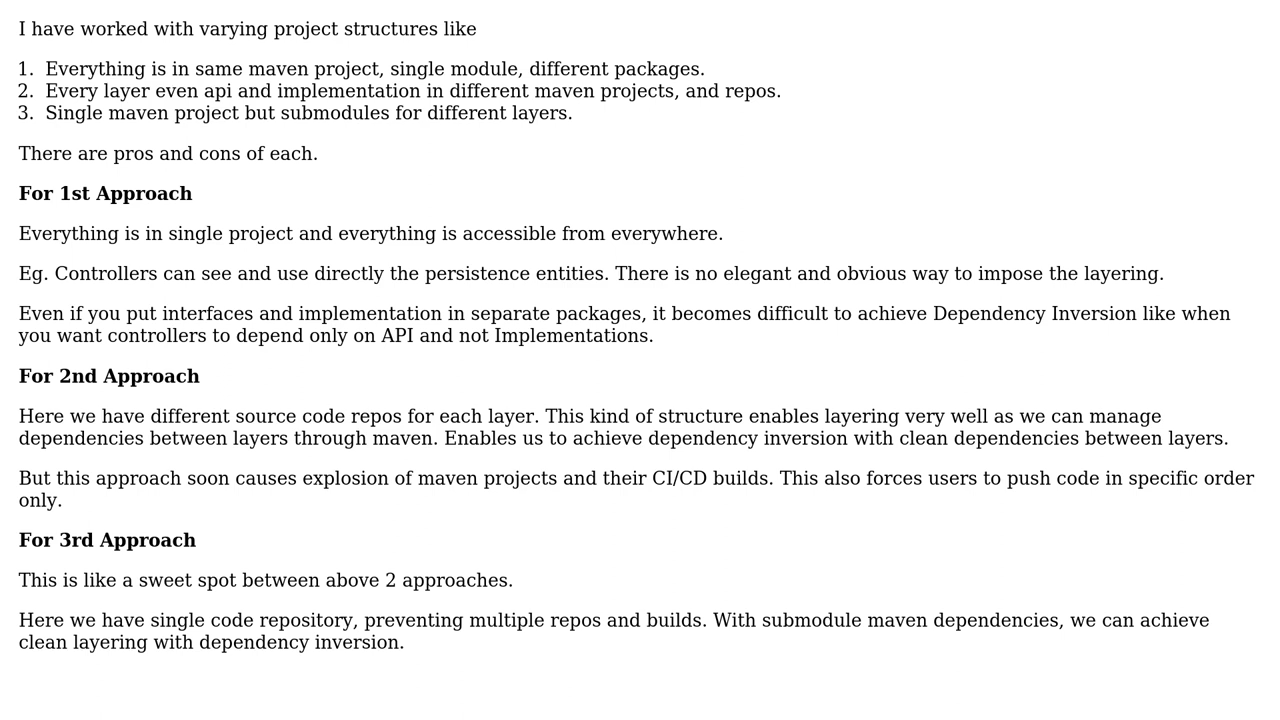 I have worked with varying project structures like
1. Everything is in same maven project, single module, different packages.
2. Every layer even api and implementation in different maven projects, and repos.
3. Single maven project but submodules for different layers.
There are pros and cons of each.
For 1st Approach
Everything is in single project and everything is accessible from everywhere.
Eg. Controllers can see and use directly the persistence entities. There is no elegant and obvious way to impose the layering.
Even if you put interfaces and implementation in separate packages, it becomes difficult to achieve Dependency Inversion like when
you want controllers to depend only on API and not Implementations.
For 2nd Approach
Here we have different source code repos for each layer. This kind of structure enables layering very well as we can manage
dependencies between layers through maven. Enables us to achieve dependency inversion with clean dependencies between layers.
But this approach soon causes explosion of maven projects and their CI/CD builds. This also forces users to push code in specific order
only.
For 3rd Approach
This is like a sweet spot between above 2 approaches.
Here we have single code repository, preventing multiple repos and builds. With submodule maven dependencies, we can achieve
clean layering with dependency inversion.